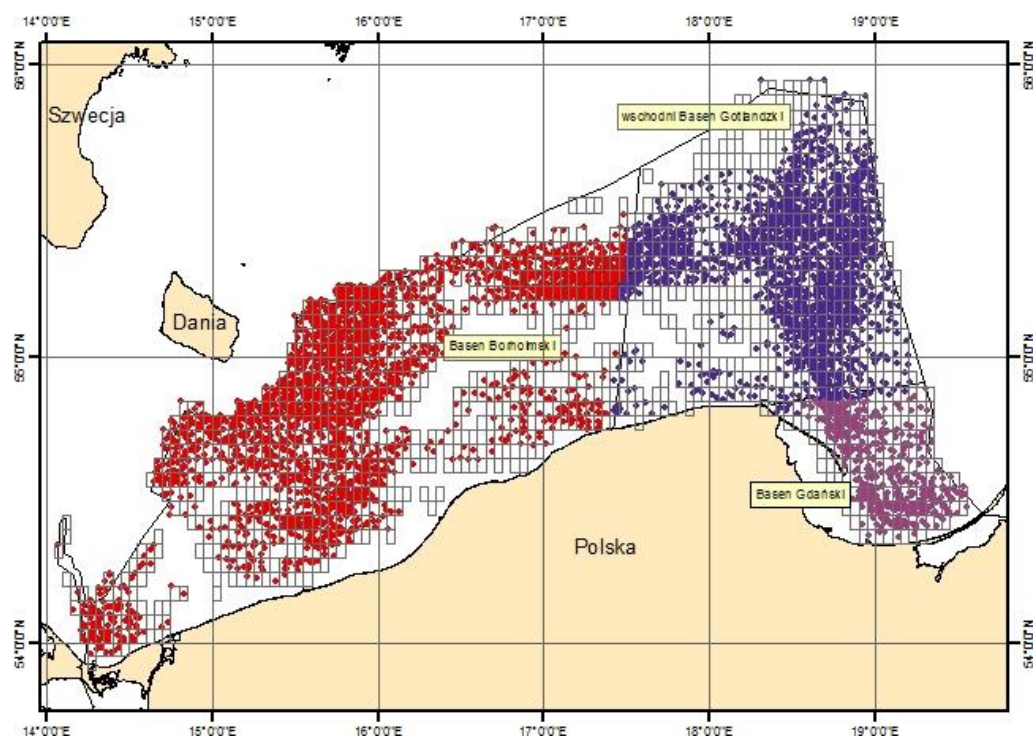 14°0'0"E 15°0'0"E 16°0'0"E 17°0'0"E 18°0'0"E 19°0'0"E
56°0'0"N 56°0'0"N
Szwecja
wschodni Basen Gotlandzki
Dania
Basen Bornholmski
55°0'0"N 55°0'0"N
Basen Gdański
Polska
54°0'0"N 54°0'0"N
14°0'0"E 15°0'0"E 16°0'0"E 17°0'0"E 18°0'0"E 19°0'0"E